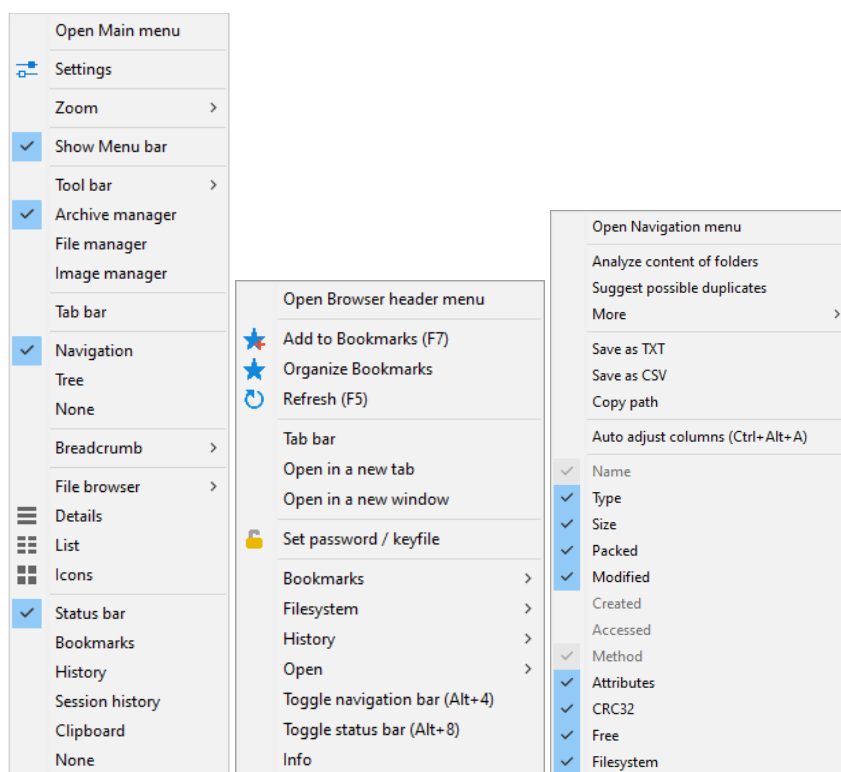 Open Main menu
Settings
Zoom
Show Menu bar
Tool bar
Archive manager
File manager
Image manager
Tab bar
Navigation
Tree
None
Breadcrumb
File browser
Details
List
Icons
Status bar
Bookmarks
History
Session history
Clipboard
None
Open Browser header menu
Add to Bookmarks (F7)
Organize Bookmarks
Refresh (F5)
Tab bar
Open in a new tab
Open in a new window
Set password / keyfile
Bookmarks
Filesystem
History
Open
Toggle navigation bar (Alt+4)
Toggle status bar (Alt+8)
Info
Open Navigation menu
Analyze content of folders
Suggest possible duplicates
More
Save as TXT
Save as CSV
Copy path
Auto adjust columns (Ctrl+Alt+A)
Name
Type
Size
Packed
Modified
Created
Accessed
Method
Attributes
CRC32
Free
Filesystem